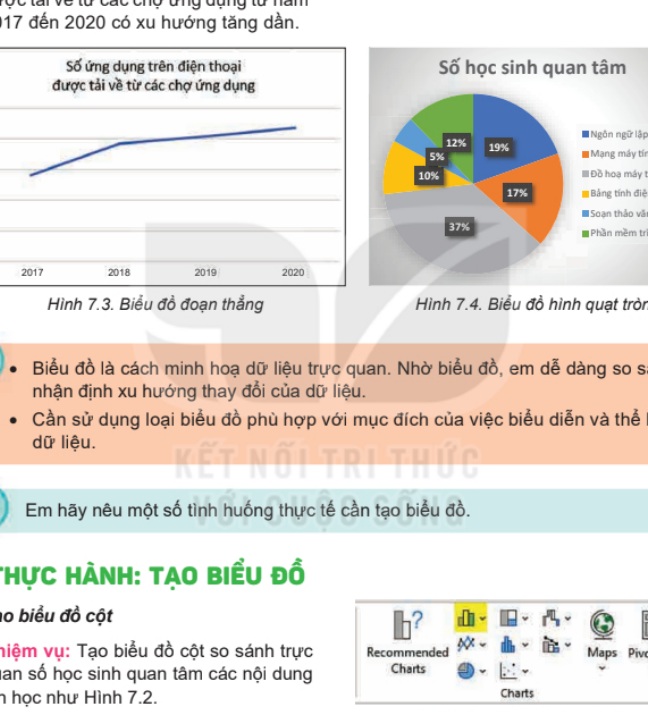 017 đến 2020 có xu hướng tăng dần.
Số ứng dụng trên điện thoại
được tải về từ các chợ ứng dụng
2017 2018 2019 2020
Hình 7.3. Biểu đồ đoạn thẳng
Số học sinh quan tâm
12% 19%
5%
10%
17%
37%
Ngôn ngữ lập
Mạng máy tín
Đồ hoạ máy t
Bảng tính điệ
Soạn thảo vă
Phần mềm trì
Hình 7.4. Biểu đồ hình quạt tròn
• Biểu đồ là cách minh hoạ dữ liệu trực quan. Nhờ biểu đồ, em dễ dàng so s
nhận định xu hướng thay đổi của dữ liệu.
• Cần sử dụng loại biểu đồ phù hợp với mục đích của việc biểu diễn và thể
dữ liệu.
KẾT NỐI TRI THỨC
VỚI CUỘC SỐNG
Em hãy nêu một số tình huống thực tế cần tạo biểu đồ.
THỰC HÀNH: TẠO BIỂU ĐỒ
ạo biểu đồ cột
hiệm vụ: Tạo biểu đồ cột so sánh trực
uan số học sinh quan tâm các nội dung
n học như Hình 7.2.
Recommended
Charts
Maps
Charts